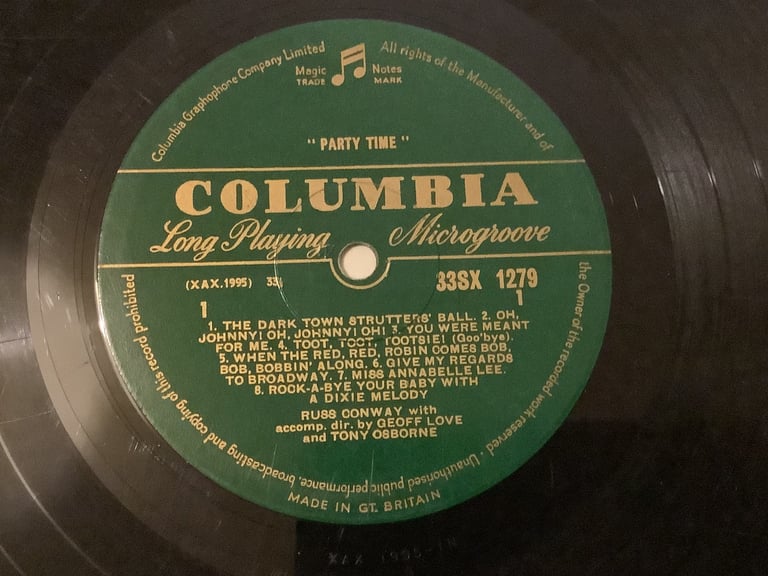 Columbia Graphophone Company Limited
All rights of the Manufacturer and of
the Owner of the recorded work reserved · Unauthorised public performance, broadcasting and copying of this record prohibited
Magic Notes
TRADE MARK
" PARTY TIME "
COLUMBIA
Long Playing Microgroove
(XAX.1995) 33⅓
33SX 1279
1 1
1. THE DARK TOWN STRUTTERS' BALL. 2. OH,
JOHNNY! OH, JOHNNY! OH! 3. YOU WERE MEANT
FOR ME. 4. TOOT, TOOT, TOOTSIE! (Goo'bye).
5. WHEN THE RED, RED, ROBIN COMES BOB,
BOB, BOBBIN' ALONG. 6. GIVE MY REGARDS
TO BROADWAY. 7. MISS ANNABELLE LEE.
8. ROCK-A-BYE YOUR BABY WITH
A DIXIE MELODY
RUSS CONWAY with
accomp. dir. by GEOFF LOVE
and TONY OSBORNE
MADE IN GT. BRITAIN
XAX 1995-1N